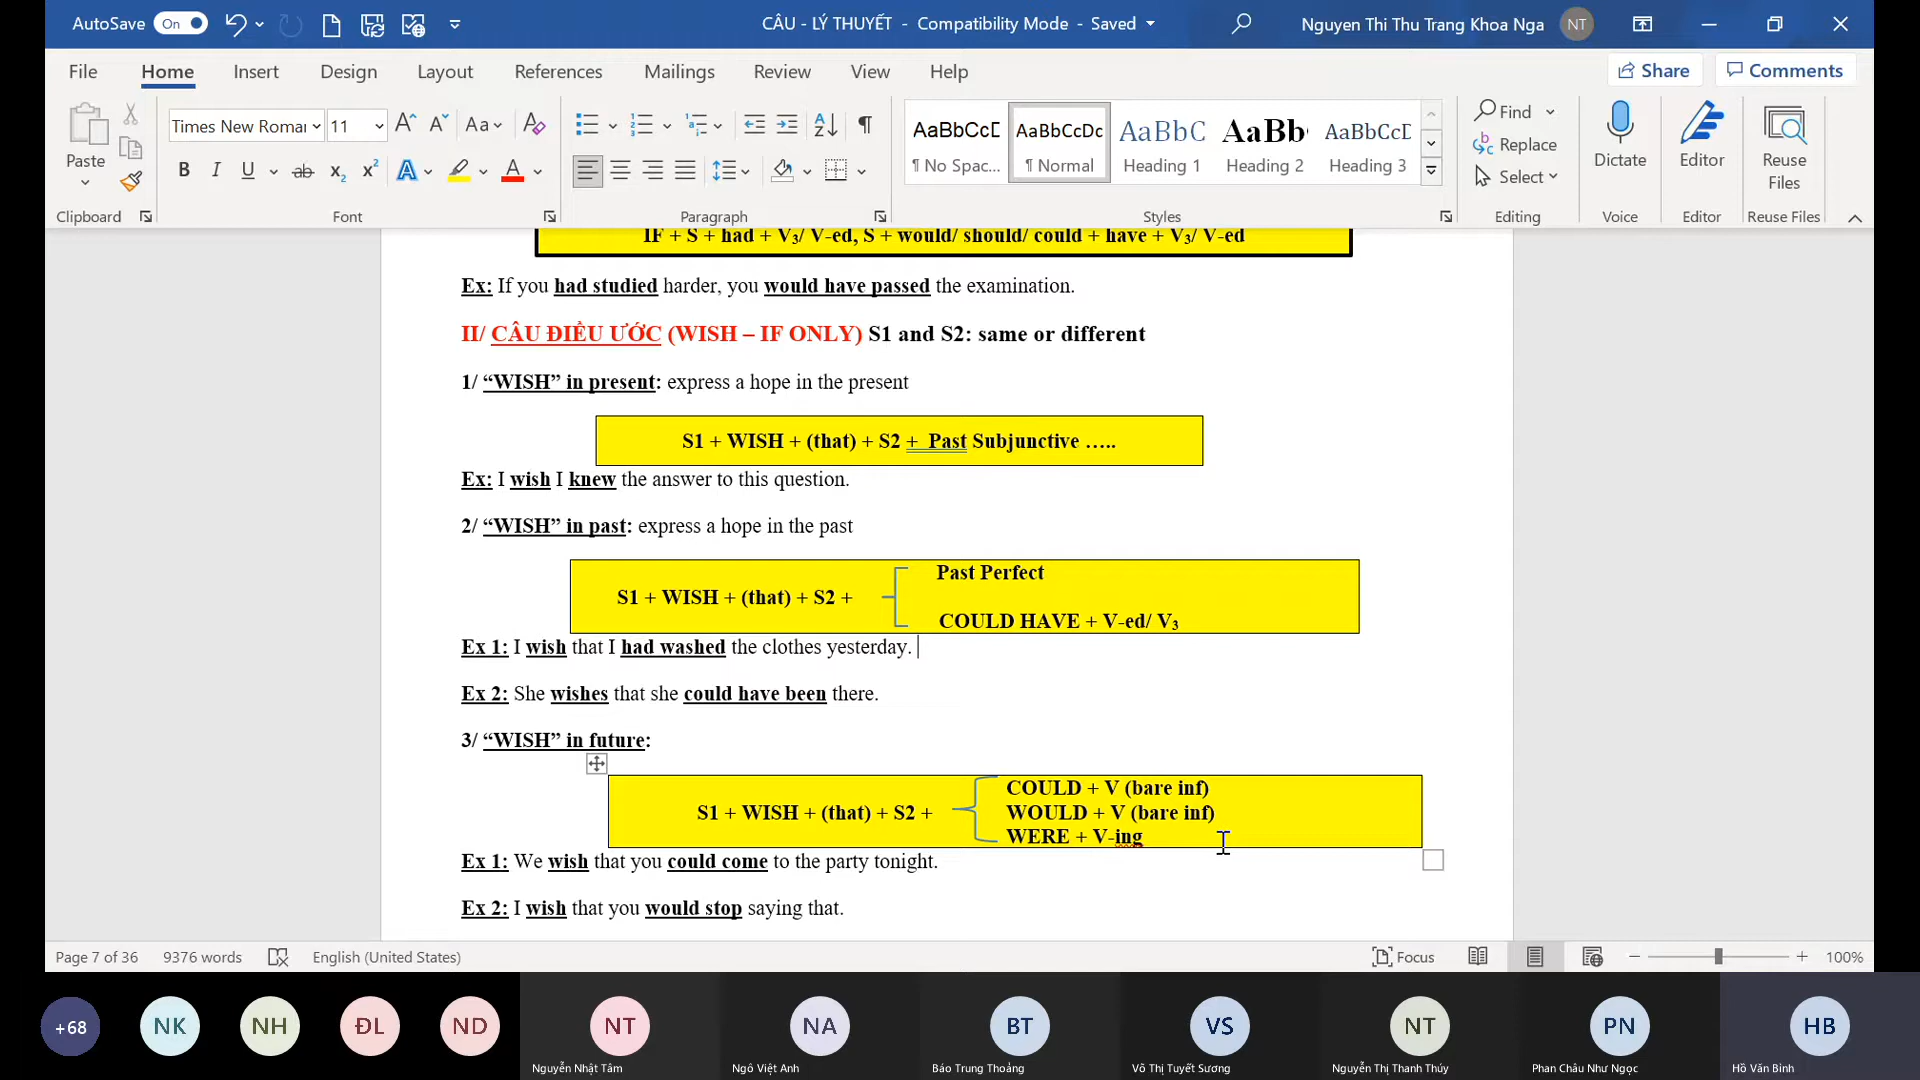 AutoSave On CÂU - LÝ THUYẾT - Compatibility Mode - Saved Nguyen Thi Thu Trang Khoa Nga NT
File Home Insert Design Layout References Mailings Review View Help Share Comments
Paste Times New Roman 11 Aa
B I U ab x₂ x² A A
AaBbCcD ¶ No Spac... AaBbCcDc ¶ Normal AaBbC Heading 1 AaBb Heading 2 AaBbCcD Heading 3
Find Replace Select Dictate Editor Reuse Files
Clipboard Font Paragraph Styles Editing Voice Editor Reuse Files
IF + S + had + V₃/ V-ed, S + would/ should/ could + have + V₃/ V-ed
Ex: If you had studied harder, you would have passed the examination.
II/ CÂU ĐIỀU ƯỚC (WISH – IF ONLY) S1 and S2: same or different
1/ “WISH” in present: express a hope in the present
S1 + WISH + (that) + S2 + Past Subjunctive …..
Ex: I wish I knew the answer to this question.
2/ “WISH” in past: express a hope in the past
S1 + WISH + (that) + S2 +
Past Perfect
COULD HAVE + V-ed/ V₃
Ex 1: I wish that I had washed the clothes yesterday.
Ex 2: She wishes that she could have been there.
3/ “WISH” in future:
S1 + WISH + (that) + S2 +
COULD + V (bare inf)
WOULD + V (bare inf)
WERE + V-ing
Ex 1: We wish that you could come to the party tonight.
Ex 2: I wish that you would stop saying that.
Page 7 of 36 9376 words English (United States) Focus 100%
+68 NK NH ĐL ND NT NA BT VS NT PN HB
Nguyễn Nhật Tâm Ngô Việt Anh Báo Trung Thoảng Võ Thị Tuyết Sương Nguyễn Thị Thanh Thúy Phan Châu Như Ngọc Hồ Văn Bình